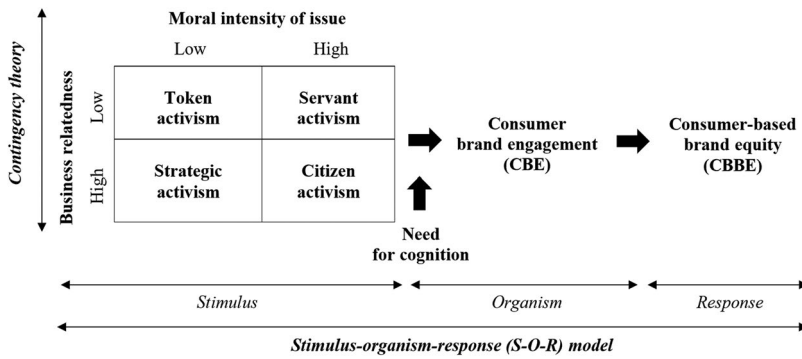 Moral intensity of issue
Low
High
Contingency theory
Business relatedness
Low
High
Token
activism
Servant
activism
Strategic
activism
Citizen
activism
Consumer
brand engagement
(CBE)
Consumer-based
brand equity
(CBBE)
Need
for cognition
Stimulus
Organism
Response
Stimulus-organism-response (S-O-R) model